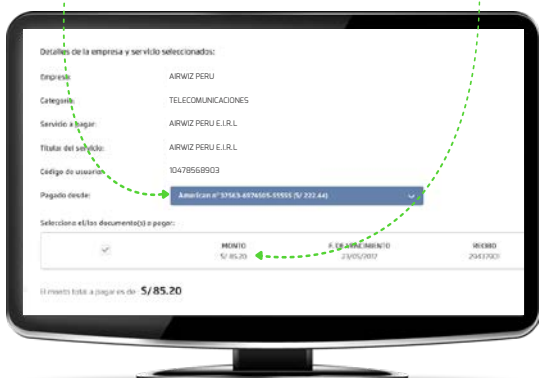 Detalles de la empresa y servicio seleccionados:
Empresa: AIRWIZ PERU
Categoría: TELECOMUNICACIONES
Servicio a pagar: AIRWIZ PERU E.I.R.L
Titular del servicio: AIRWIZ PERU E.I.R.L
Código de usuario: 10478568903
Pagado desde: American nº
Seleccione el/los documento(s) a pagar:
MONTO F. DE VENCIMIENTO RECIBO
S/ 85.20 23/05/2017
El monto total a pagar es de: S/ 85.20